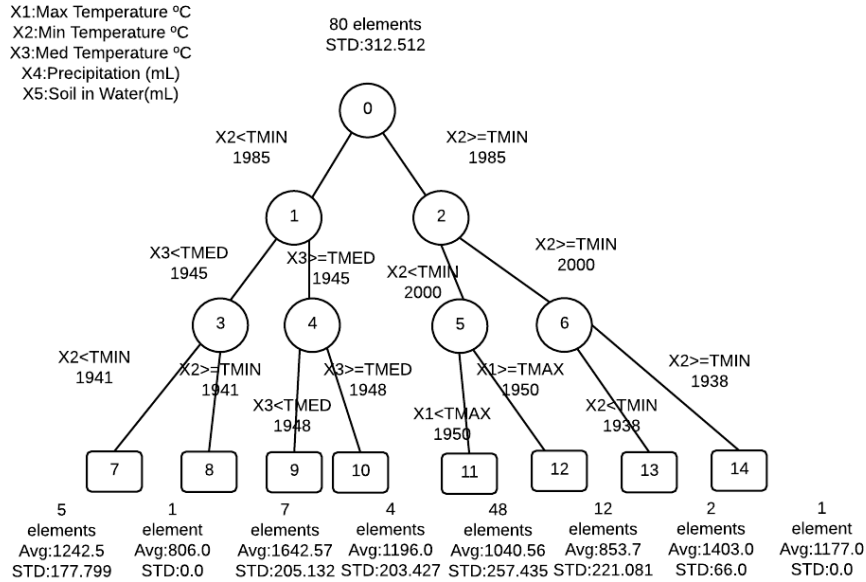 X1:Max Temperature ºC
X2:Min Temperature ºC
X3:Med Temperature ºC
X4:Precipitation (mL)
X5:Soil in Water(mL)
80 elements
STD:312.512
0
X2<TMIN
1985
X2>=TMIN
1985
1
2
X3<TMED
1945
X3>=TMED
1945
X2<TMIN
2000
X2>=TMIN
2000
3
4
5
6
X2<TMIN
1941
X2>=TMIN
1941
X3<TMED
1948
X3>=TMED
1948
X1<TMAX
1950
X1>=TMAX
1950
X2<TMIN
1938
X2>=TMIN
1938
7
8
9
10
11
12
13
14
5
elements
Avg:1242.5
STD:177.799
1
element
Avg:806.0
STD:0.0
7
elements
Avg:1642.57
STD:205.132
4
elements
Avg:1196.0
STD:203.427
48
elements
Avg:1040.56
STD:257.435
12
elements
Avg:853.7
STD:221.081
2
elements
Avg:1403.0
STD:66.0
1
element
Avg:1177.0
STD:0.0